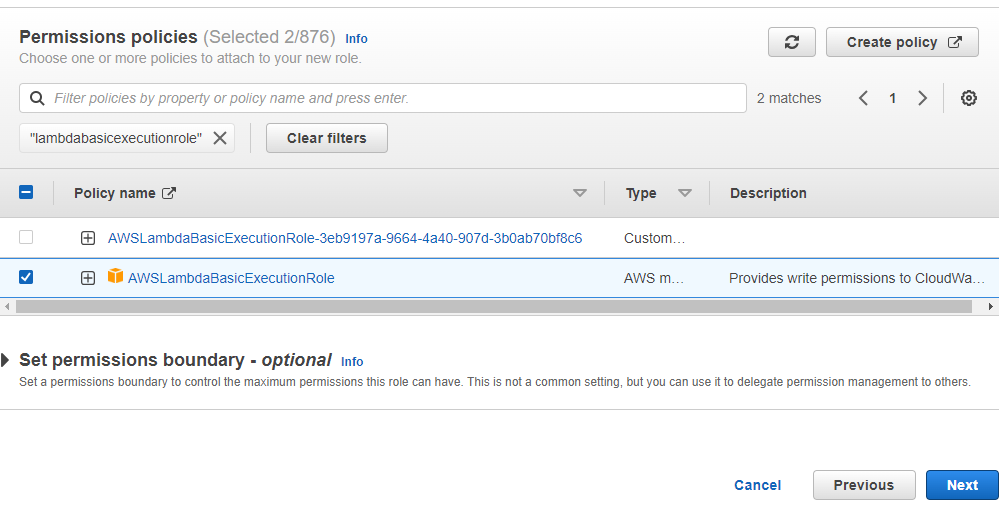 Permissions policies (Selected 2/876) Info
Choose one or more policies to attach to your new role.
Create policy
Filter policies by property or policy name and press enter.
2 matches
1
"lambdabasicexecutionrole"
Clear filters
Policy name Type Description
AWSLambdaBasicExecutionRole-3eb9197a-9664-4a40-907d-3b0ab70bf8c6 Custom...
AWSLambdaBasicExecutionRole AWS m... Provides write permissions to CloudWa...
Set permissions boundary - optional Info
Set a permissions boundary to control the maximum permissions this role can have. This is not a common setting, but you can use it to delegate permission management to others.
Cancel Previous Next